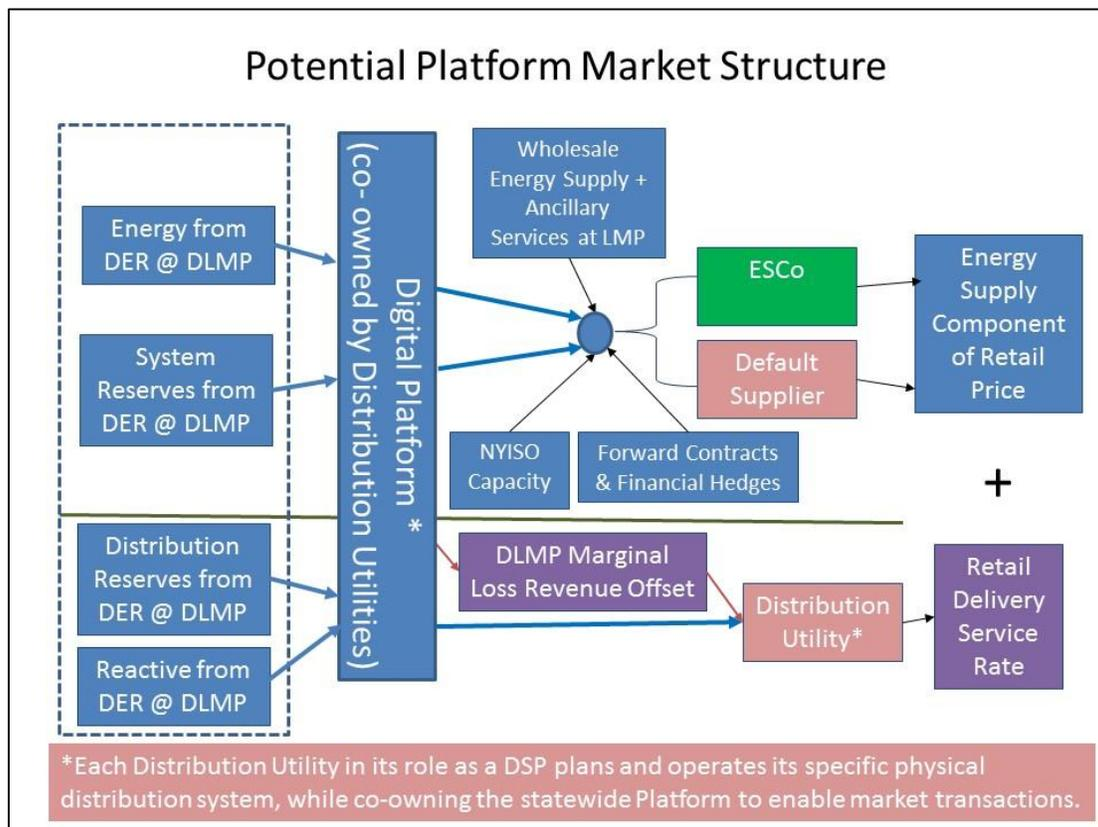 Potential Platform Market Structure
Energy from
DER @ DLMP
System
Reserves from
DER @ DLMP
Distribution
Reserves from
DER @ DLMP
Reactive from
DER @ DLMP
Digital Platform *
(co- owned by Distribution Utilities)
Wholesale
Energy Supply +
Ancillary
Services at LMP
NYISO
Capacity
Forward Contracts
& Financial Hedges
ESCo
Default
Supplier
Energy
Supply
Component
of Retail
Price
+
DLMP Marginal
Loss Revenue Offset
Distribution
Utility*
Retail
Delivery
Service
Rate
*Each Distribution Utility in its role as a DSP plans and operates its specific physical
distribution system, while co-owning the statewide Platform to enable market transactions.